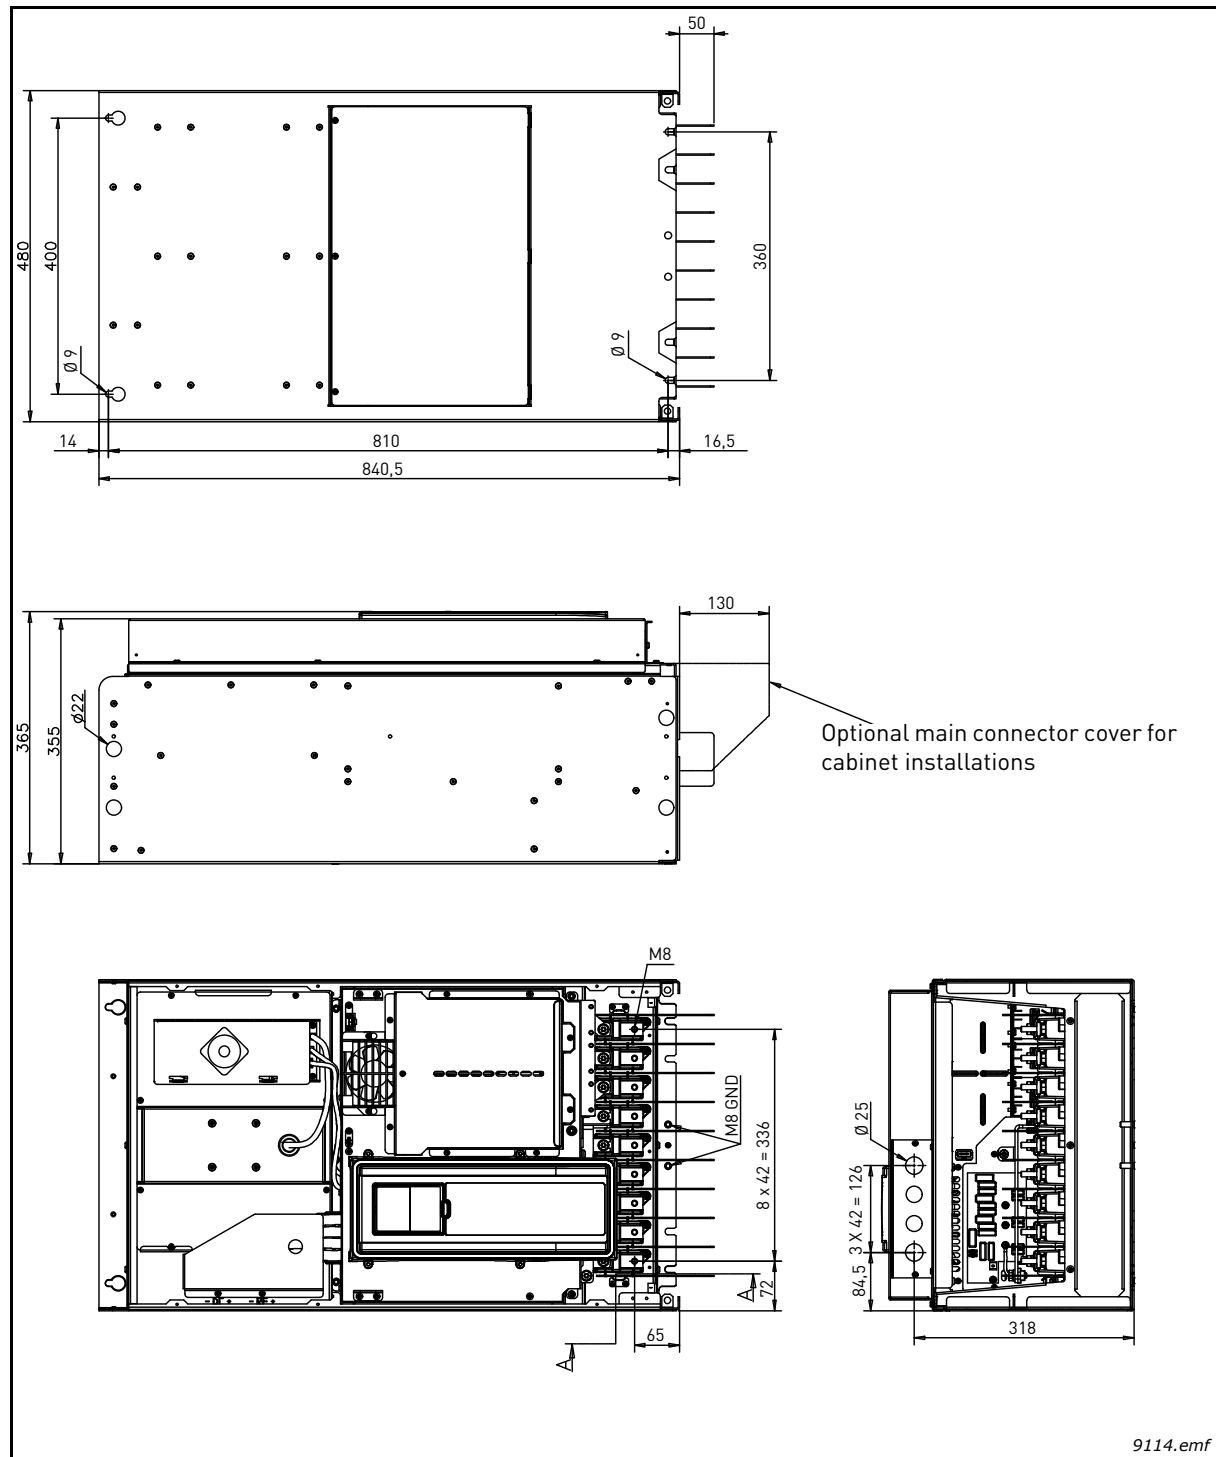 50
480
400
360
Ø 9
Ø 9
14
810
16,5
840,5
130
365
355
ø22
Optional main connector cover for
cabinet installations
M8
M8 GND
8 x 42 = 336
72
A
A
65
Ø 25
3 X 42 = 126
84,5
318
9114.emf